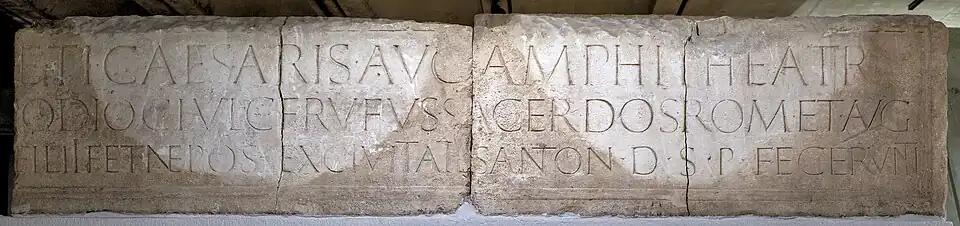 E TI CAESARIS AVG AMPHITHEATR
ODIO C IVL C F RVFVS SACERDOS ROM ET AVG
FILII F ET NEPOS EX CIVITATE SANTON · D · S · P · FECERVNT